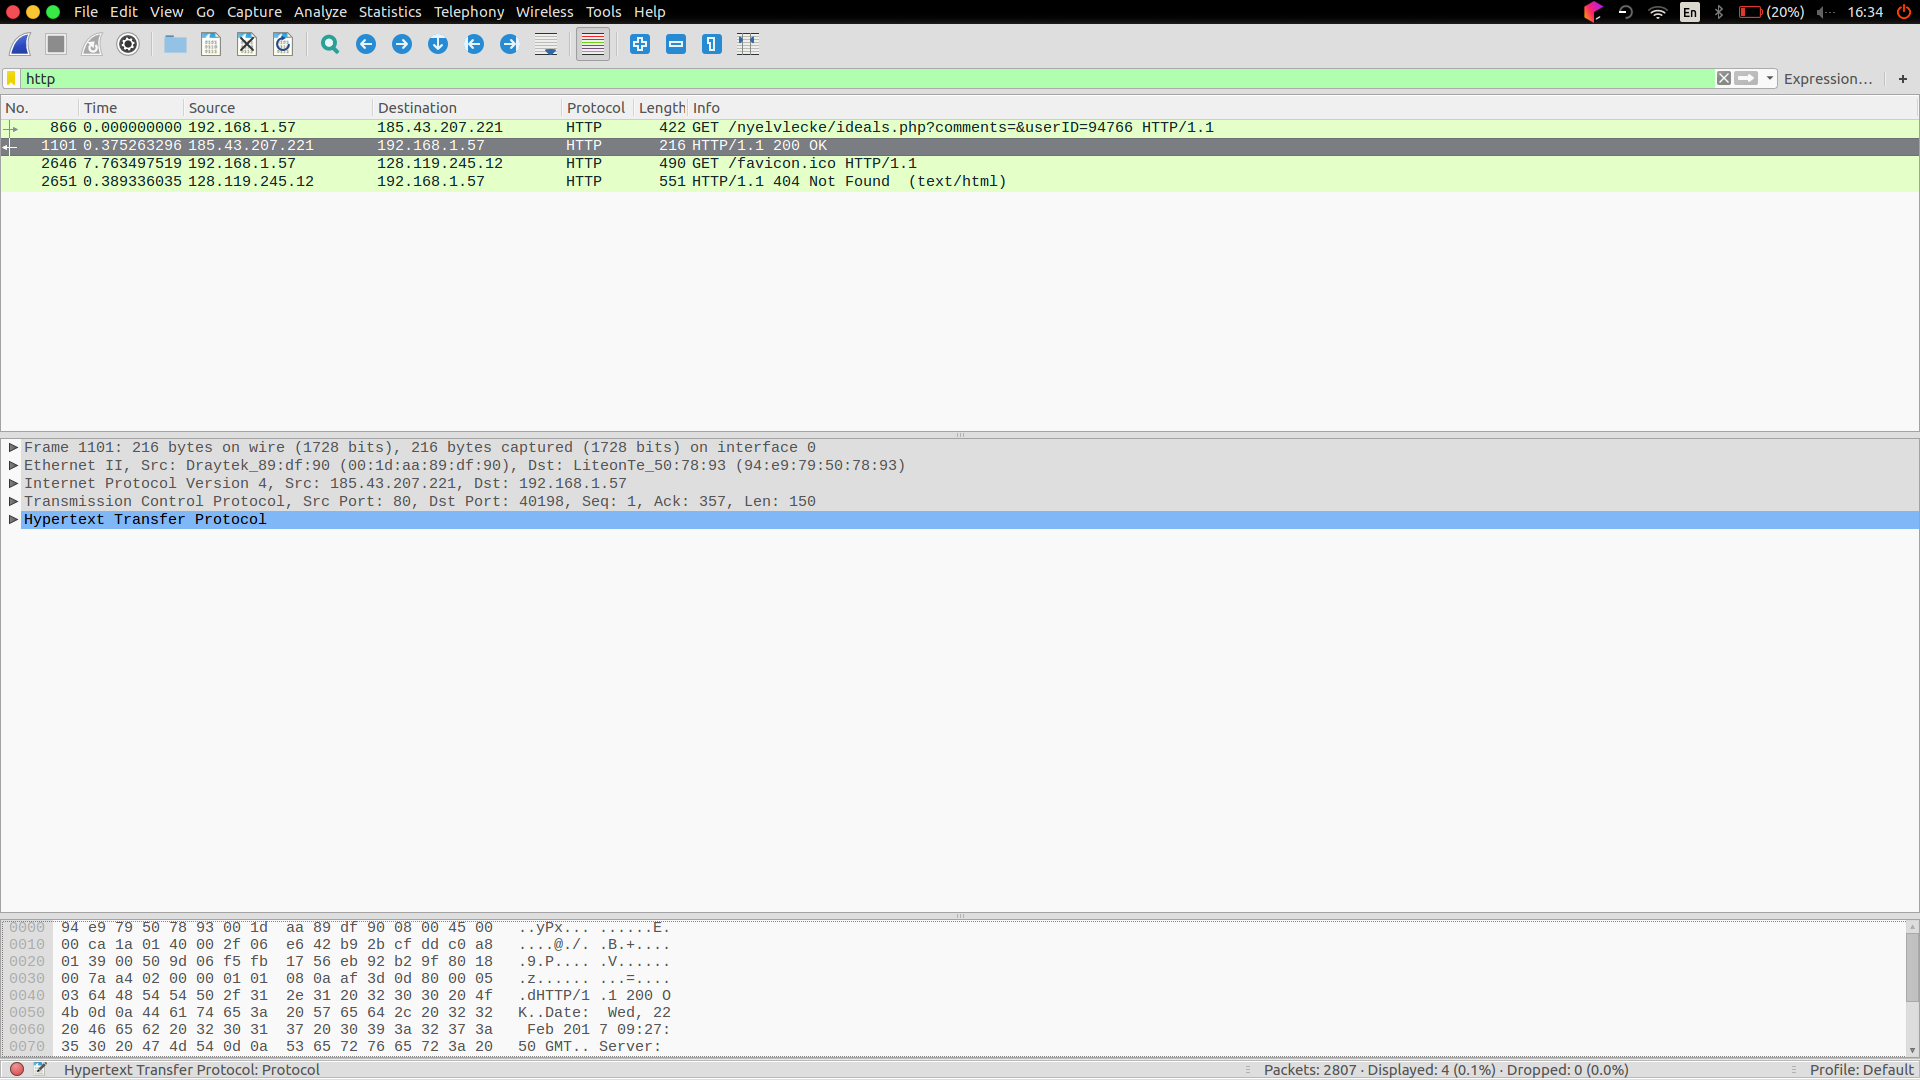 File Edit View Go Capture Analyze Statistics Telephony Wireless Tools Help En (20%) 16:34
http Expression… +
No. Time Source Destination Protocol Length Info
866 0.000000000 192.168.1.57 185.43.207.221 HTTP 422 GET /nyelvlecke/ideals.php?comments=&userID=94766 HTTP/1.1
1101 0.375263296 185.43.207.221 192.168.1.57 HTTP 216 HTTP/1.1 200 OK
2646 7.763497519 192.168.1.57 128.119.245.12 HTTP 490 GET /favicon.ico HTTP/1.1
2651 0.389336035 128.119.245.12 192.168.1.57 HTTP 551 HTTP/1.1 404 Not Found (text/html)
Frame 1101: 216 bytes on wire (1728 bits), 216 bytes captured (1728 bits) on interface 0
Ethernet II, Src: Draytek_89:df:90 (00:1d:aa:89:df:90), Dst: LiteonTe_50:78:93 (94:e9:79:50:78:93)
Internet Protocol Version 4, Src: 185.43.207.221, Dst: 192.168.1.57
Transmission Control Protocol, Src Port: 80, Dst Port: 40198, Seq: 1, Ack: 357, Len: 150
Hypertext Transfer Protocol
0000 94 e9 79 50 78 93 00 1d aa 89 df 90 08 00 45 00 ..yPx... ......E.
0010 00 ca 1a 01 40 00 2f 06 e6 42 b9 2b cf dd c0 a8 ....@./. .B.+....
0020 01 39 00 50 9d 06 f5 fb 17 56 eb 92 b2 9f 80 18 .9.P.... .V......
0030 00 7a a4 02 00 00 01 01 08 0a af 3d 0d 80 00 05 .z...... ...=....
0040 03 64 48 54 54 50 2f 31 2e 31 20 32 30 30 20 4f .dHTTP/1 .1 200 O
0050 4b 0d 0a 44 61 74 65 3a 20 57 65 64 2c 20 32 32 K..Date: Wed, 22
0060 20 46 65 62 20 32 30 31 37 20 30 39 3a 32 37 3a Feb 201 7 09:27:
0070 35 30 20 47 4d 54 0d 0a 53 65 72 76 65 72 3a 20 50 GMT.. Server:
Hypertext Transfer Protocol: Protocol Packets: 2807 · Displayed: 4 (0.1%) · Dropped: 0 (0.0%) Profile: Default